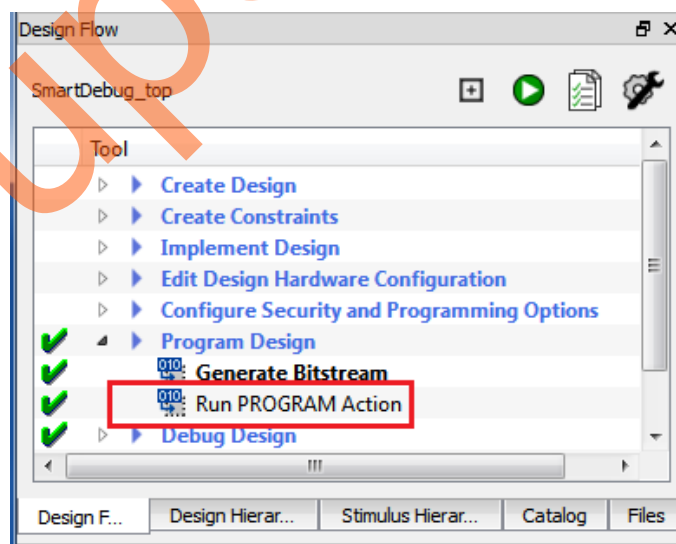 Design Flow
SmartDebug_top
Tool
Create Design
Create Constraints
Implement Design
Edit Design Hardware Configuration
Configure Security and Programming Options
Program Design
Generate Bitstream
Run PROGRAM Action
Debug Design
Design F... Design Hierar... Stimulus Hierar... Catalog Files